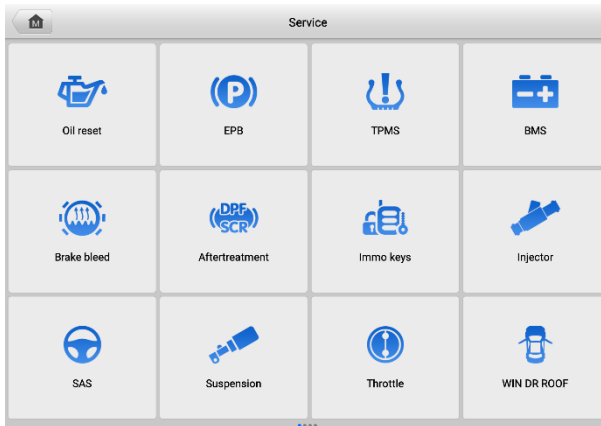 M
Service
Oil reset
(P)
EPB
TPMS
BMS
Brake bleed
DPF
SCR
Aftertreatment
Immo keys
Injector
SAS
Suspension
Throttle
WIN DR ROOF